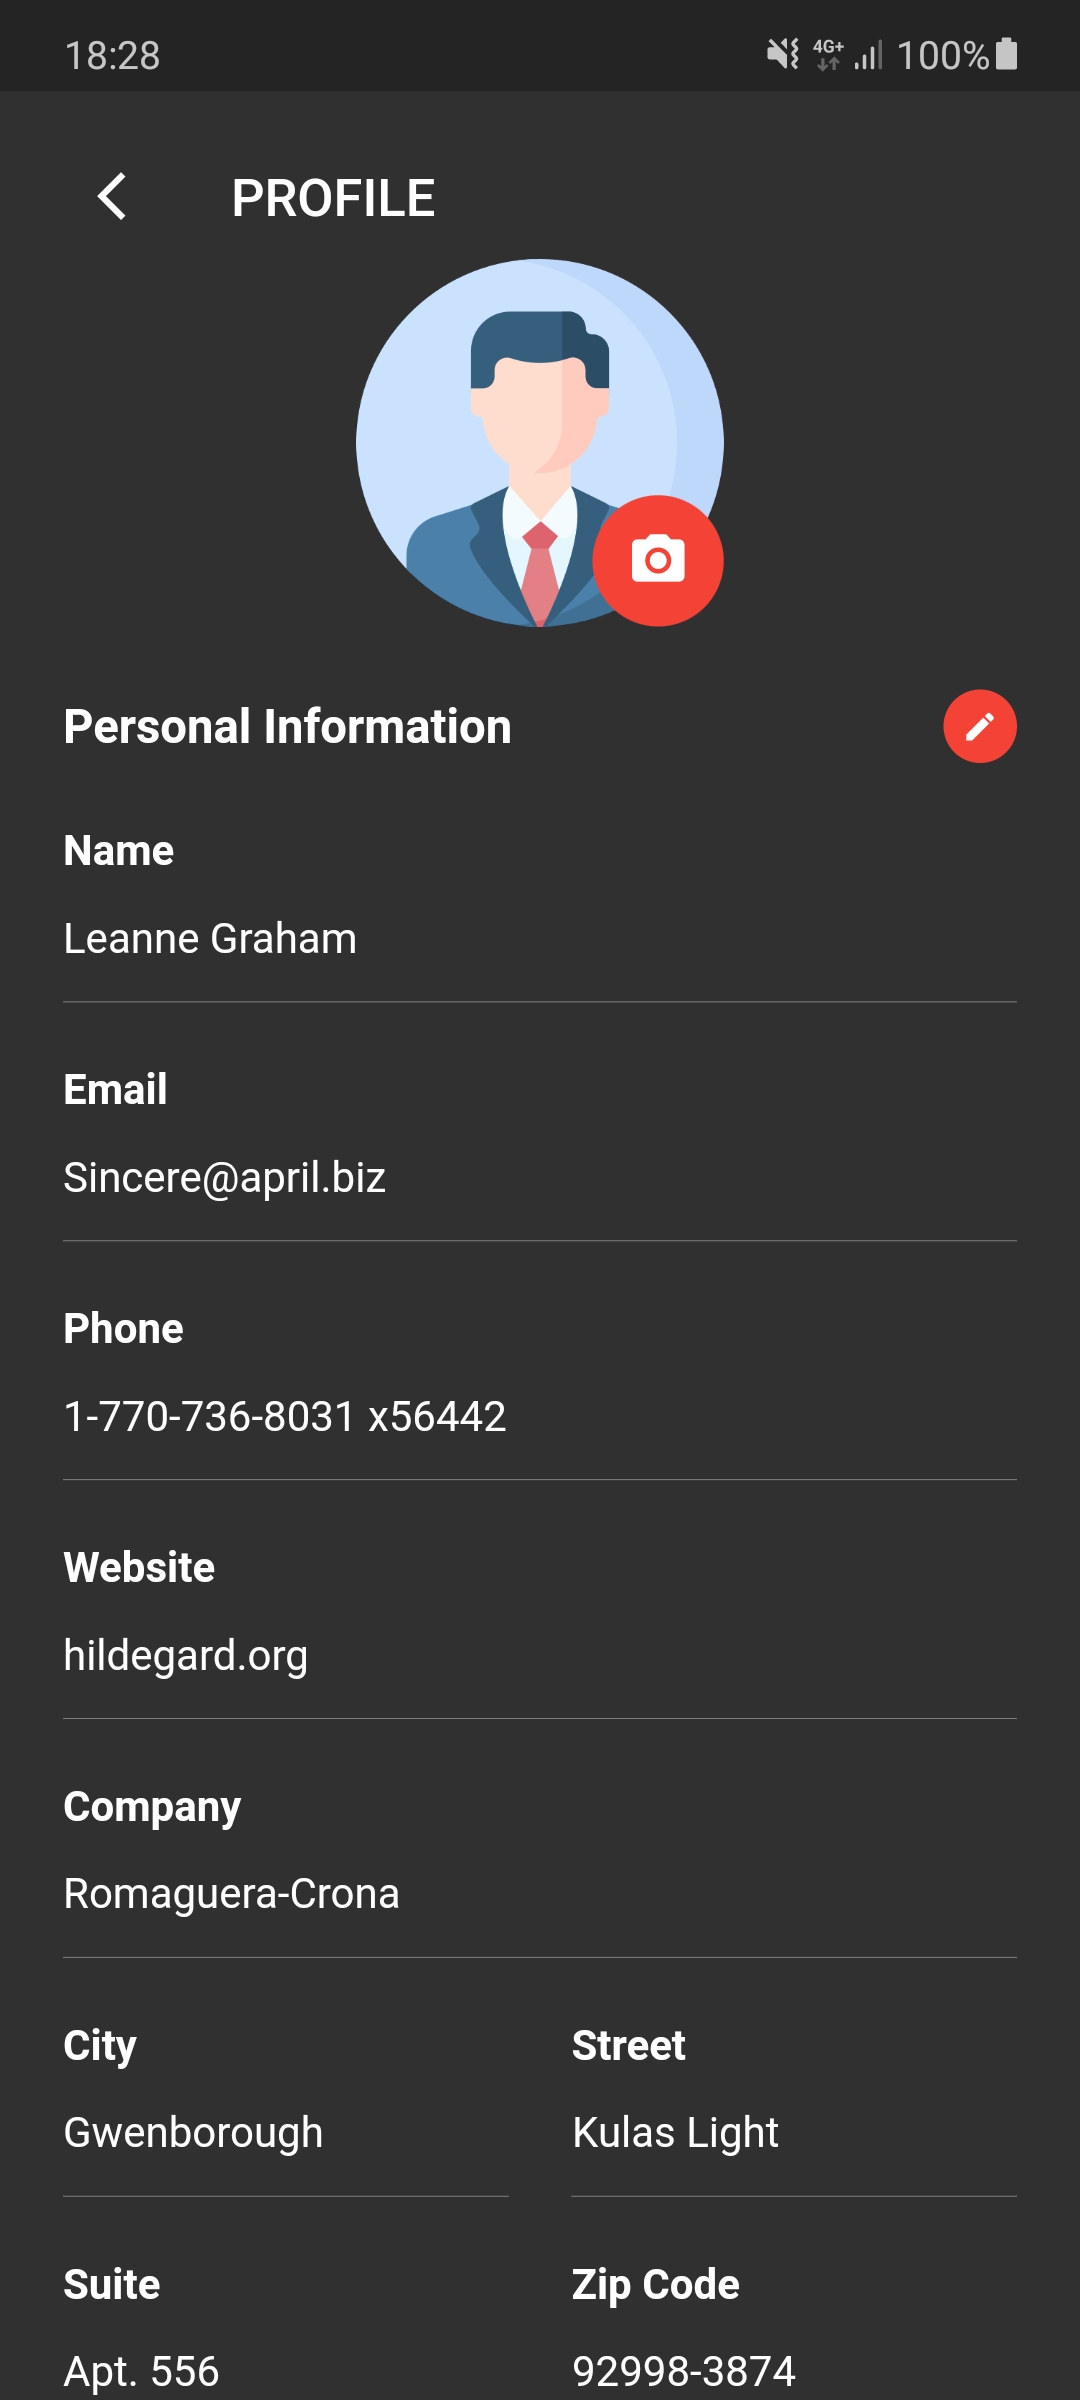 18:28 4G+ 100%
PROFILE
Personal Information
Name
Leanne Graham
Email
Sincere@april.biz
Phone
1-770-736-8031 x56442
Website
hildegard.org
Company
Romaguera-Crona
City Street
Gwenborough Kulas Light
Suite Zip Code
Apt. 556 92998-3874